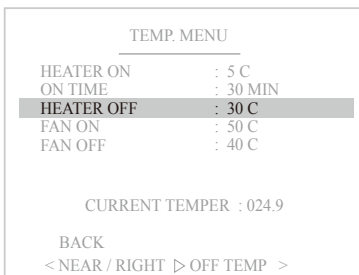 TEMP. MENU
HEATER ON : 5 C
ON TIME : 30 MIN
HEATER OFF : 30 C
FAN ON : 50 C
FAN OFF : 40 C
CURRENT TEMPER : 024.9
BACK
< NEAR / RIGHT ▷ OFF TEMP >